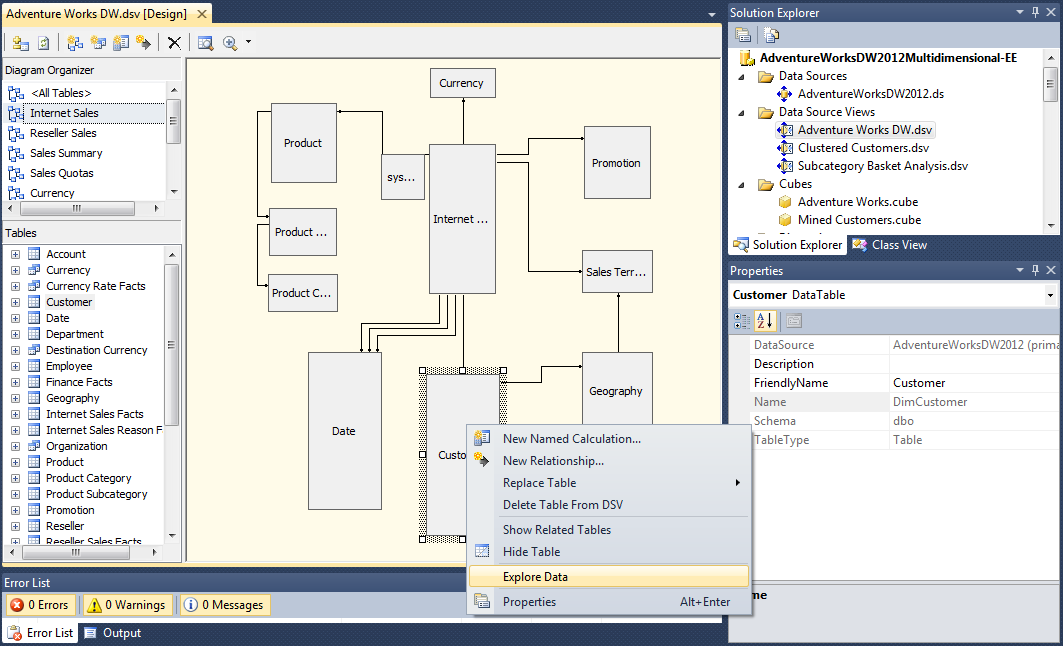 Adventure Works DW.dsv [Design]
Diagram Organizer
<All Tables>
Internet Sales
Reseller Sales
Sales Summary
Sales Quotas
Currency
Tables
Account
Currency
Currency Rate Facts
Customer
Date
Department
Destination Currency
Employee
Finance Facts
Geography
Internet Sales Facts
Internet Sales Reason F
Organization
Product
Product Category
Product Subcategory
Promotion
Reseller
Reseller Sales Facts
Currency
Product
sys...
Internet ...
Promotion
Product ...
Sales Terr...
Product C...
Date
Custo
Geography
New Named Calculation...
New Relationship...
Replace Table
Delete Table From DSV
Show Related Tables
Hide Table
Explore Data
Properties Alt+Enter
Solution Explorer
AdventureWorksDW2012Multidimensional-EE
Data Sources
AdventureWorksDW2012.ds
Data Source Views
Adventure Works DW.dsv
Clustered Customers.dsv
Subcategory Basket Analysis.dsv
Cubes
Adventure Works.cube
Mined Customers.cube
Solution Explorer Class View
Properties
Customer DataTable
DataSource AdventureWorksDW2012 (prima
Description
FriendlyName Customer
Name DimCustomer
Schema dbo
TableType Table
me
Error List
0 Errors 0 Warnings 0 Messages
Error List Output